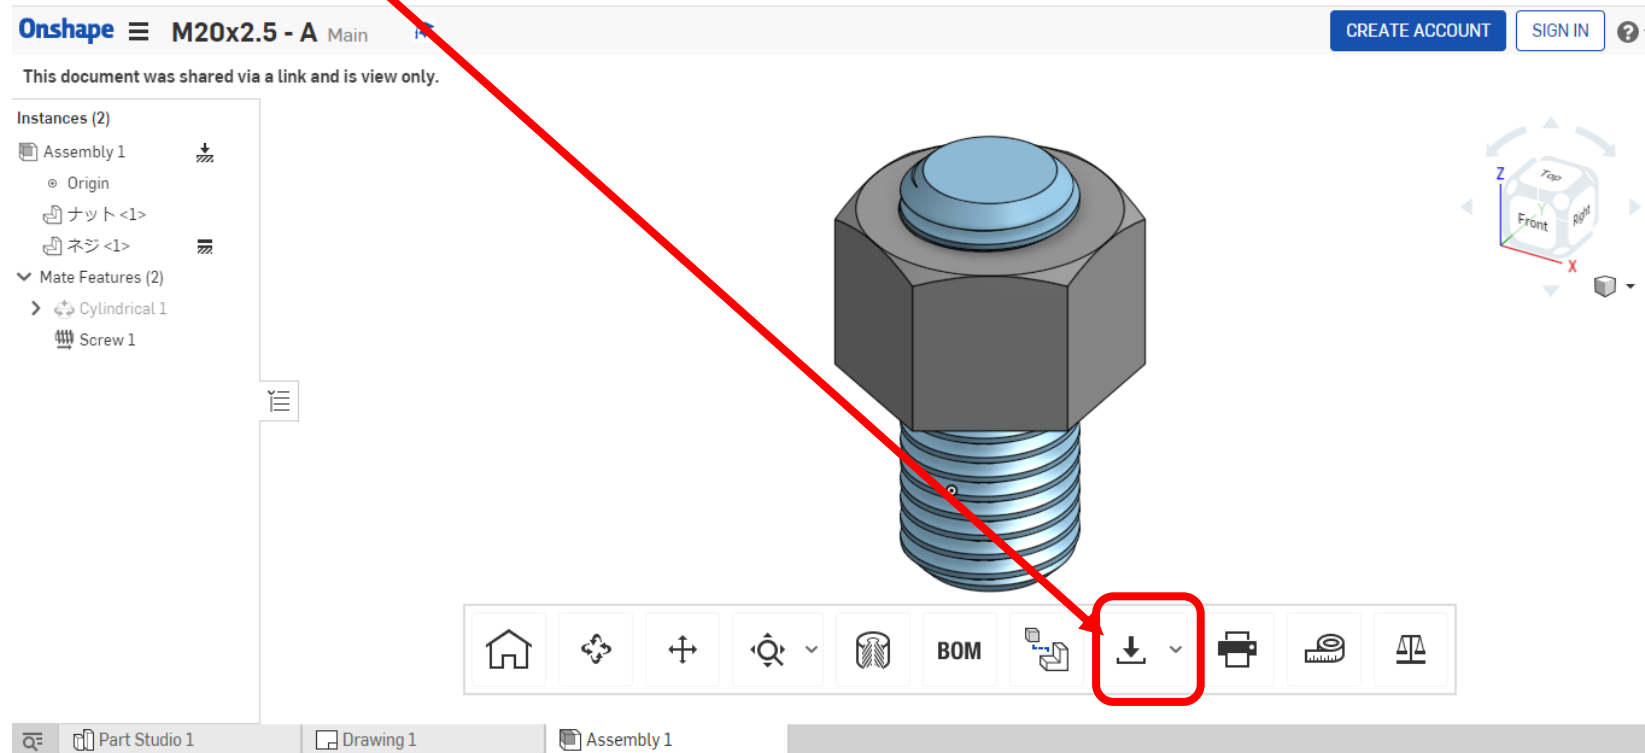 Onshape M20x2.5 - A Main CREATE ACCOUNT SIGN IN ?
This document was shared via a link and is view only.
Instances (2)
Assembly 1
Origin
ナット <1>
ネジ <1>
Mate Features (2)
Cylindrical 1
Screw 1
Z
Top
Y
Front
Right
X
BOM
Part Studio 1
Drawing 1
Assembly 1